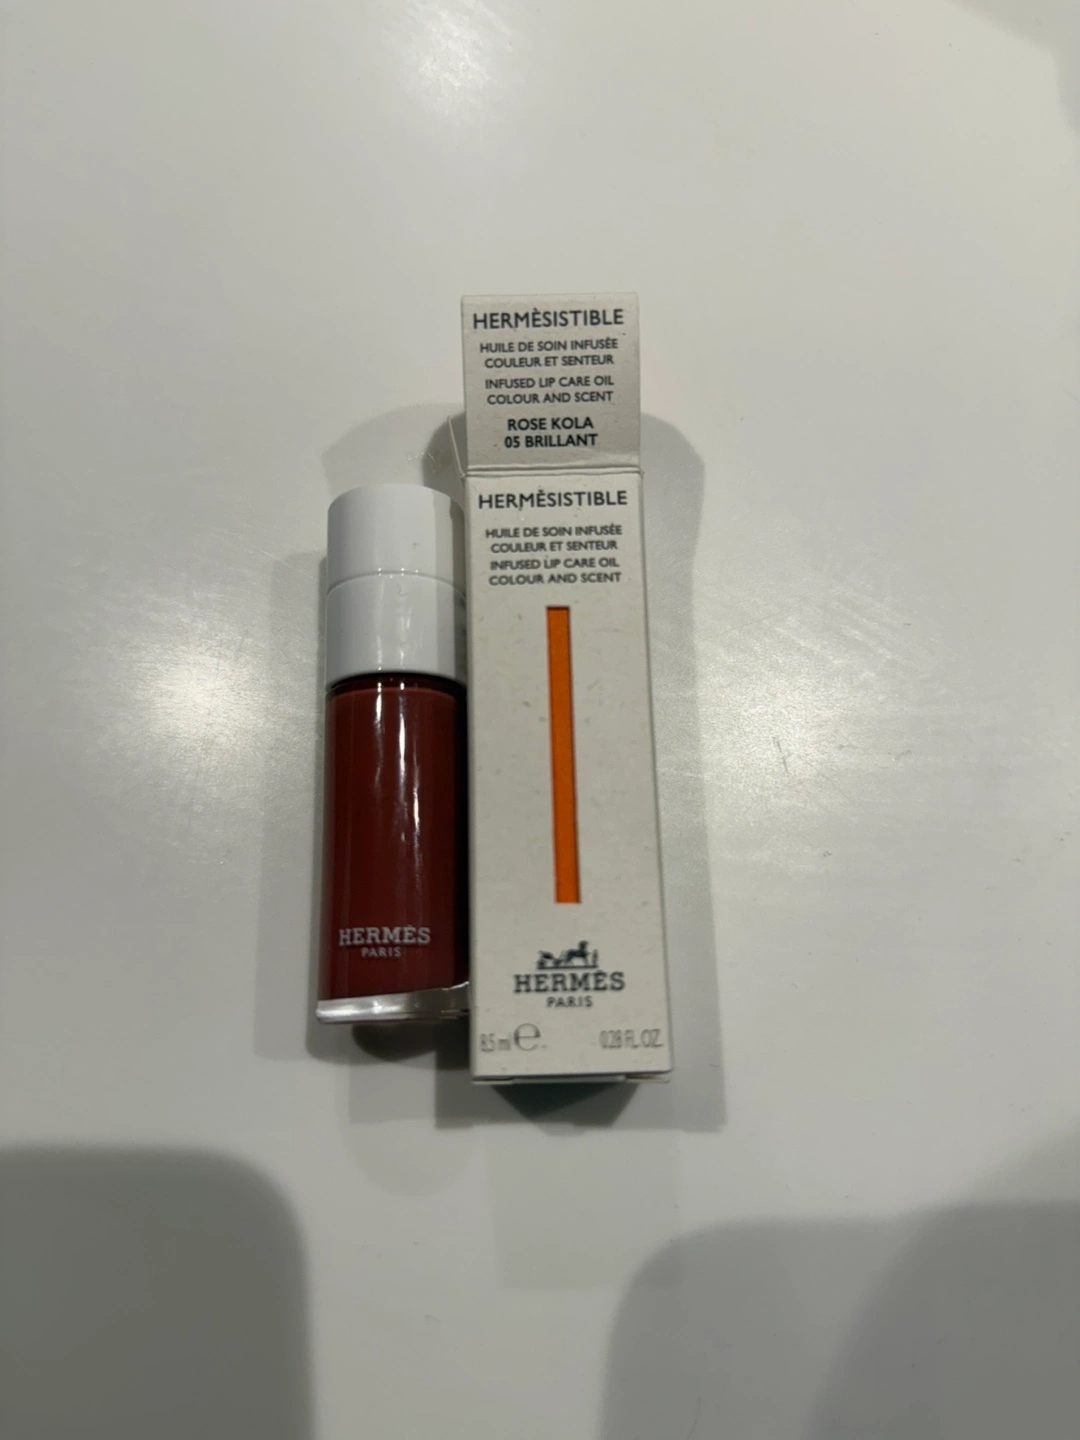 HERMÈSISTIBLE
HUILE DE SOIN INFUSÉE
COULEUR ET SENTEUR
INFUSED LIP CARE OIL
COLOUR AND SCENT
ROSE KOLA
05 BRILLANT
HERMÈSISTIBLE
HUILE DE SOIN INFUSÉE
COULEUR ET SENTEUR
INFUSED LIP CARE OIL
COLOUR AND SCENT
HERMÈS
PARIS
8.5 ml ℮ 0.28 FL.OZ.
HERMÈS
PARIS